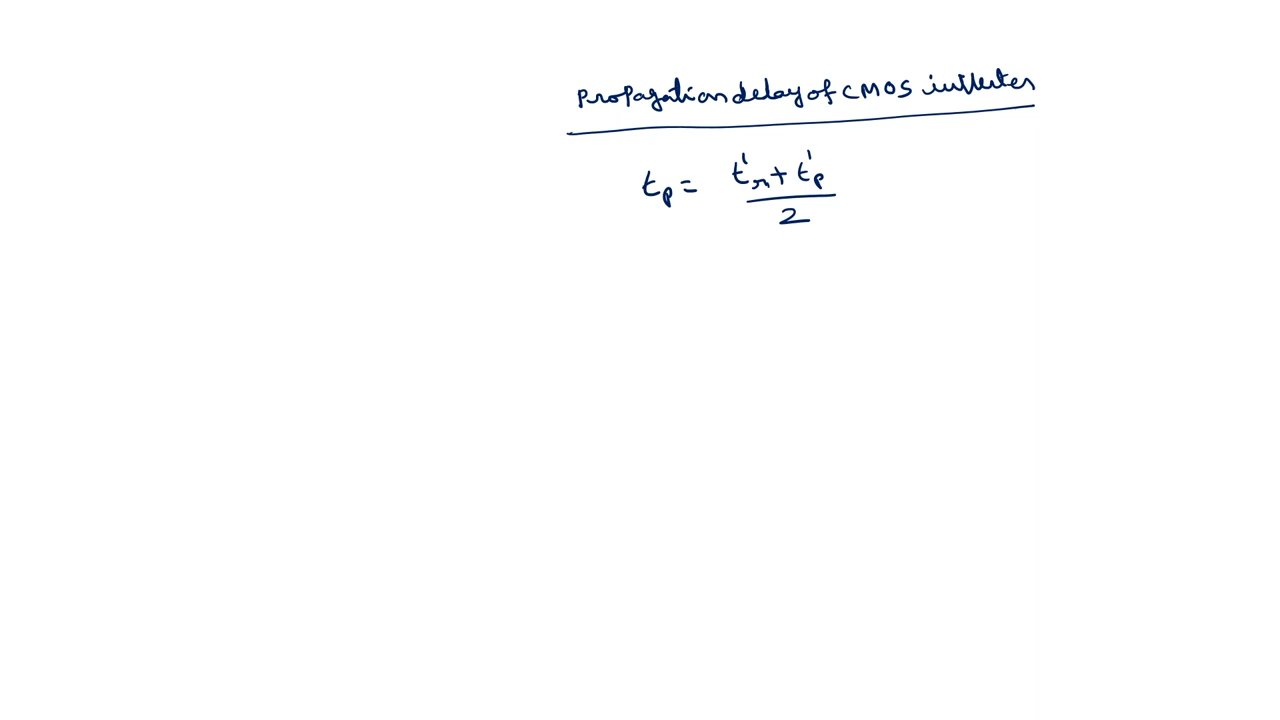 Propagation delay of CMOS inverter
tp = t'n + t'p
2